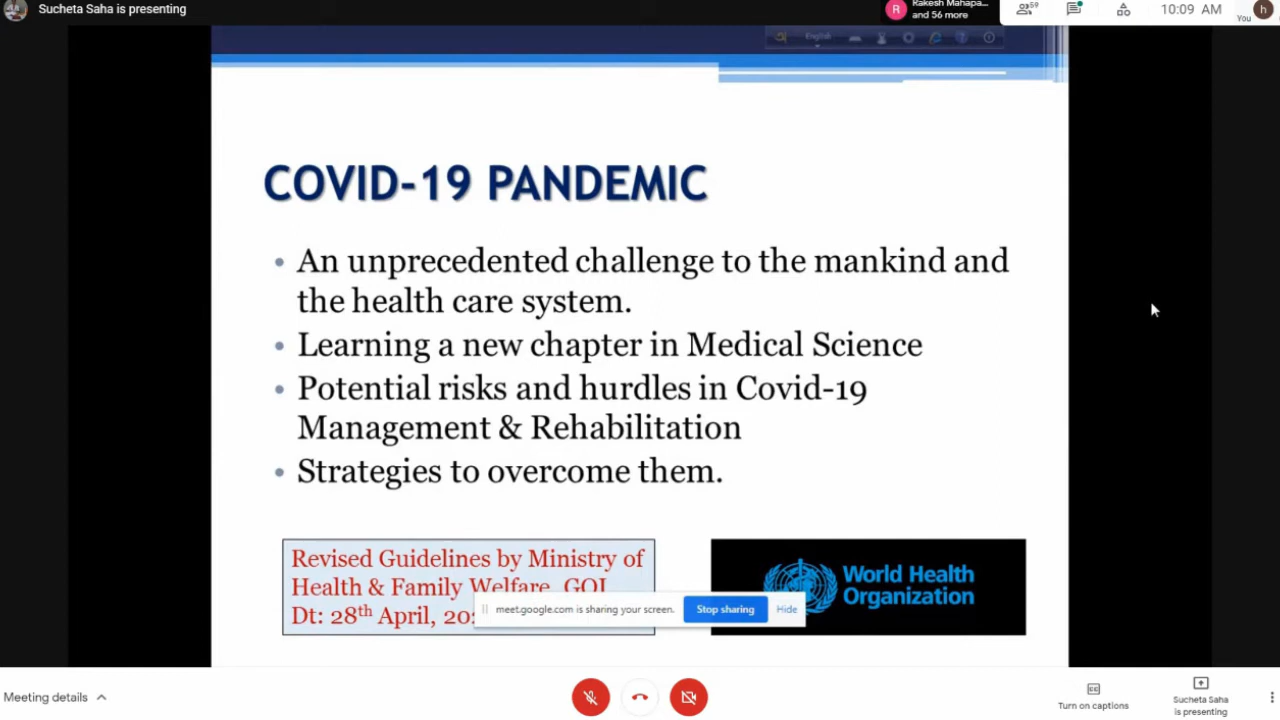 Sucheta Saha is presenting
R
Rakesh Mahapa...
and 56 more
59
10:09 AM
You
h
English
COVID-19 PANDEMIC
• An unprecedented challenge to the mankind and
the health care system.
• Learning a new chapter in Medical Science
• Potential risks and hurdles in Covid-19
Management & Rehabilitation
• Strategies to overcome them.
Revised Guidelines by Ministry of
Health & Family Welfare, GOI
Dt: 28th April, 20
World Health
Organization
meet.google.com is sharing your screen.
Stop sharing
Hide
Meeting details
Turn on captions
Sucheta Saha
is presenting